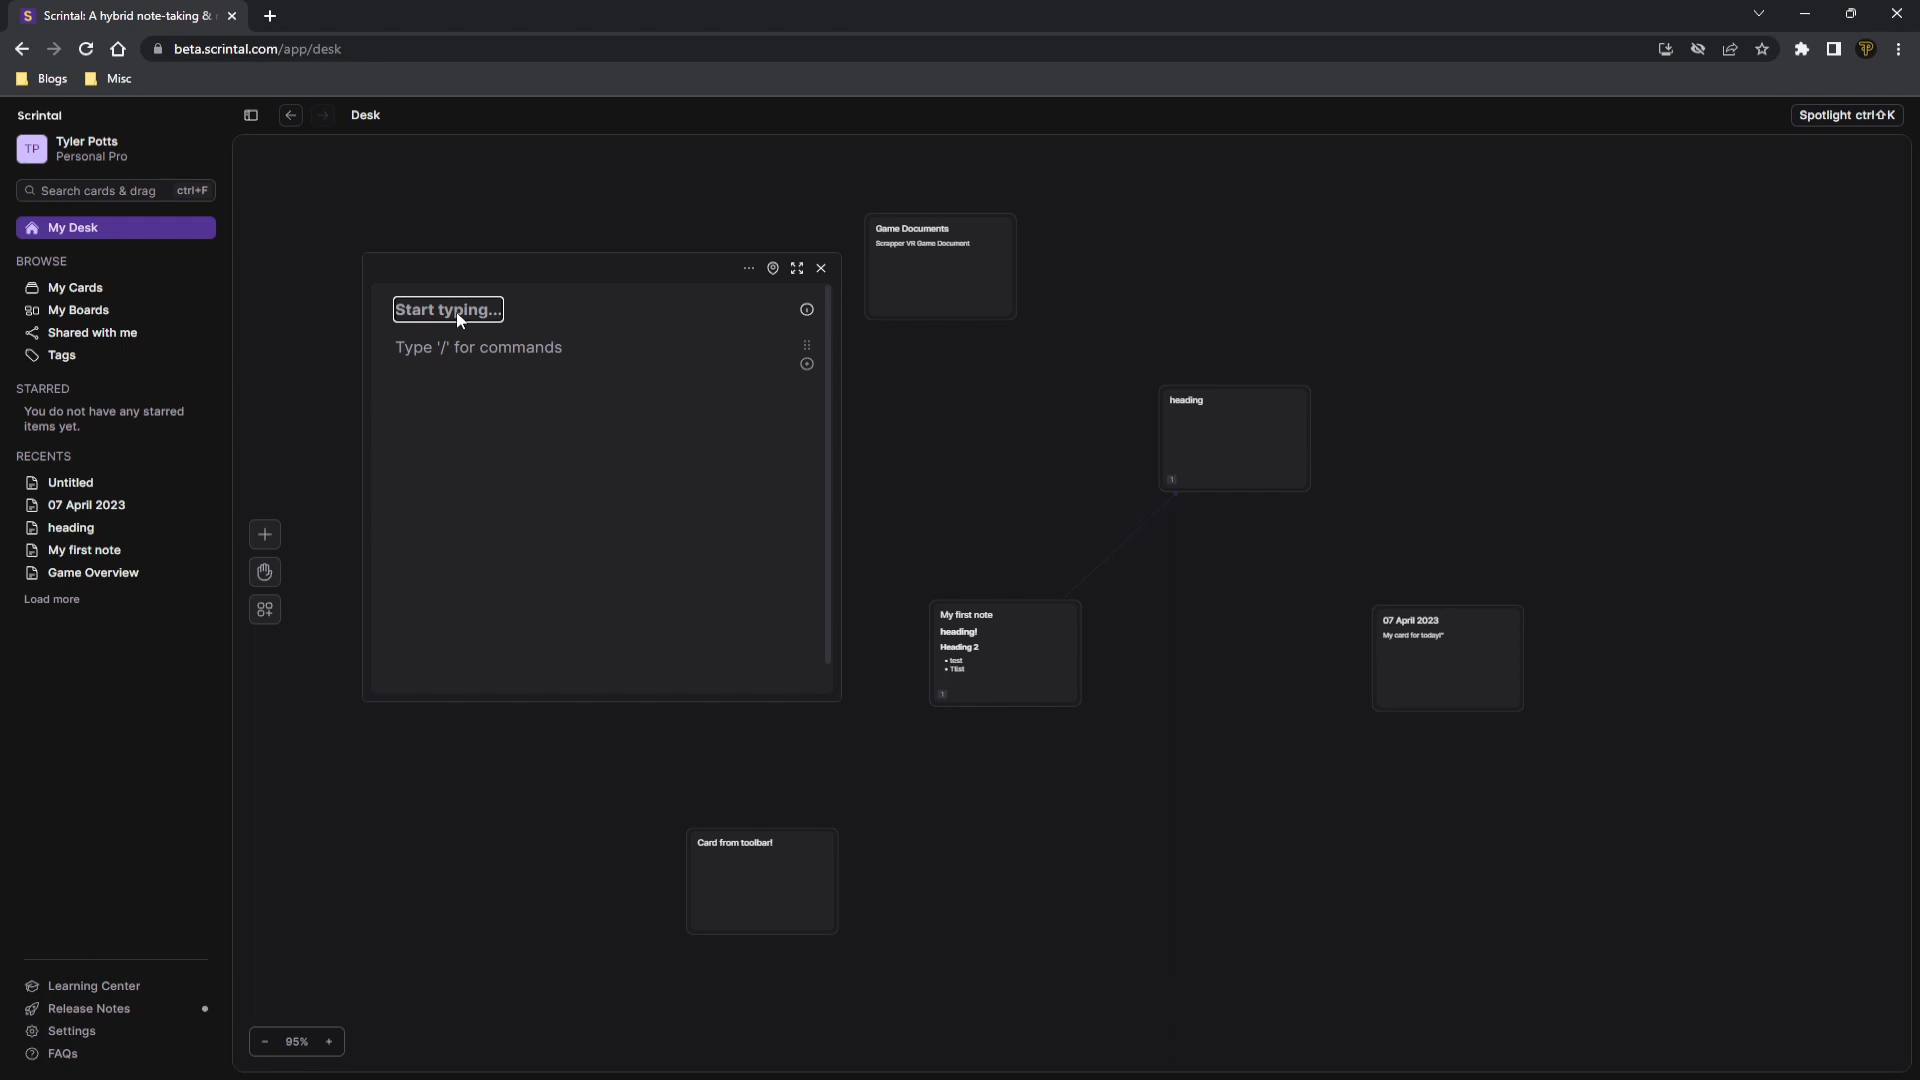 Scrintal: A hybrid note-taking &
beta.scrintal.com/app/desk
Blogs
Misc
Scrintal
Desk
Spotlight ctrl⇧K
TP
Tyler Potts
Personal Pro
Search cards & drag
ctrl+F
My Desk
BROWSE
My Cards
My Boards
Shared with me
Tags
STARRED
You do not have any starred
items yet.
RECENTS
Untitled
07 April 2023
heading
My first note
Game Overview
Load more
Learning Center
Release Notes
Settings
FAQs
Start typing...
Type '/' for commands
Game Documents
Scrapper VR Game Document
heading
1
My first note
heading!
Heading 2
• test
• TEst
1
07 April 2023
My card for today!"
Card from toolbar!
− 95% +